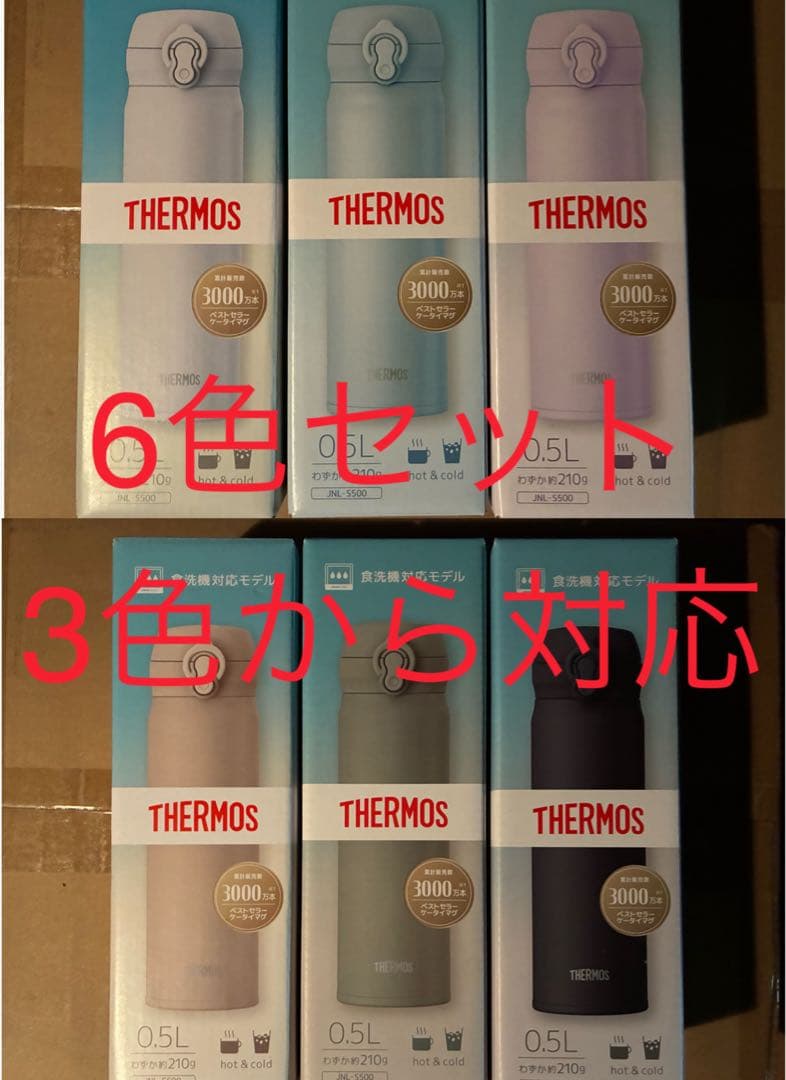 THERMOS
THERMOS
THERMOS
累計販売数
3000万本
ベストセラー
ケータイマグ
累計販売数
3000万本
ベストセラー
ケータイマグ
累計販売数
3000万本
ベストセラー
ケータイマグ
THERMOS
THERMOS
THERMOS
6色セット
0.5L
210g
hot & cold
JNL-S500
0.5L
わずか約210g
hot & cold
JNL-S500
0.5L
わずか約210g
hot & cold
JNL-S500
食洗機対応モデル
食洗機対応モデル
食洗機対応モデル
3色から対応
THERMOS
THERMOS
THERMOS
累計販売数
3000万本
ベストセラー
ケータイマグ
累計販売数
3000万本
ベストセラー
ケータイマグ
累計販売数
3000万本
ベストセラー
ケータイマグ
THERMOS
THERMOS
THERMOS
0.5L
わずか約210g
hot & cold
JNL-S500
0.5L
わずか約210g
hot & cold
JNL-S500
0.5L
わずか約210g
hot & cold